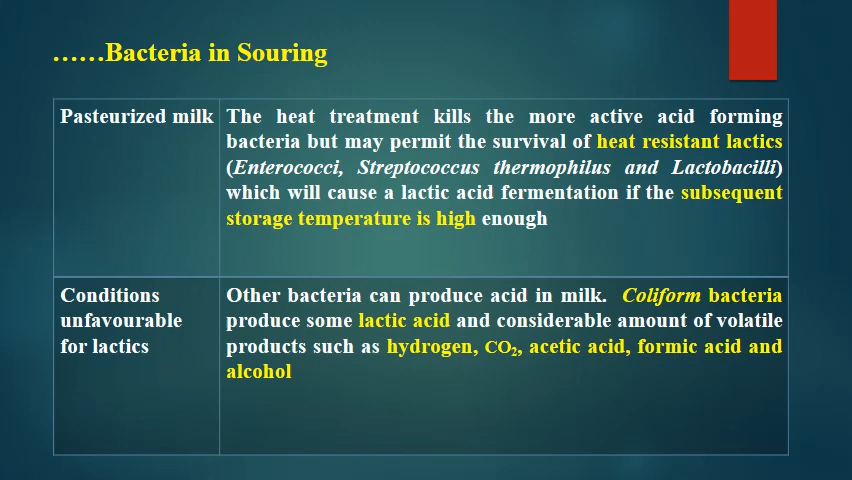 ……Bacteria in Souring
Pasteurized milk
The heat treatment kills the more active acid forming
bacteria but may permit the survival of heat resistant lactics
(Enterococci, Streptococcus thermophilus and Lactobacilli)
which will cause a lactic acid fermentation if the subsequent
storage temperature is high enough
Conditions
unfavourable
for lactics
Other bacteria can produce acid in milk. Coliform bacteria
produce some lactic acid and considerable amount of volatile
products such as hydrogen, CO₂, acetic acid, formic acid and
alcohol